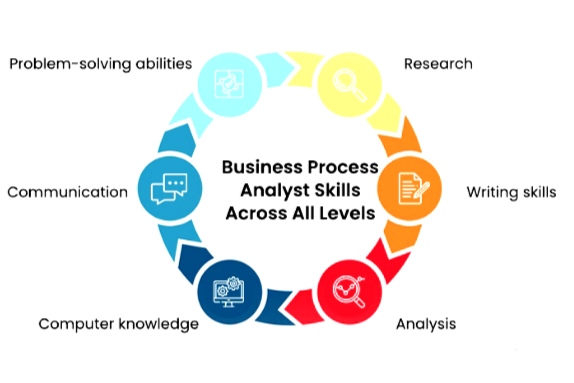 Problem-solving abilities
Research
Business Process
Analyst Skills
Across All Levels
Communication
Writing skills
Computer knowledge
Analysis